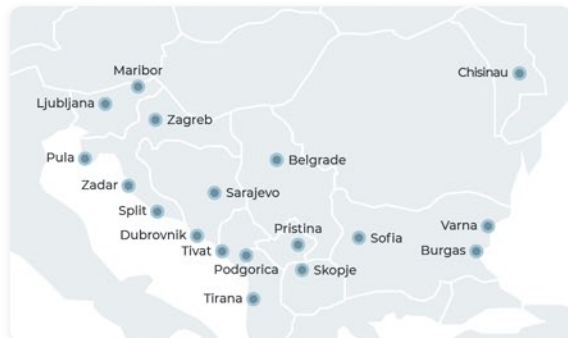 Maribor
Chisinau
Ljubljana
Zagreb
Pula
Belgrade
Zadar
Sarajevo
Split
Varna
Dubrovnik
Pristina
Sofia
Tivat
Burgas
Podgorica
Skopje
Tirana